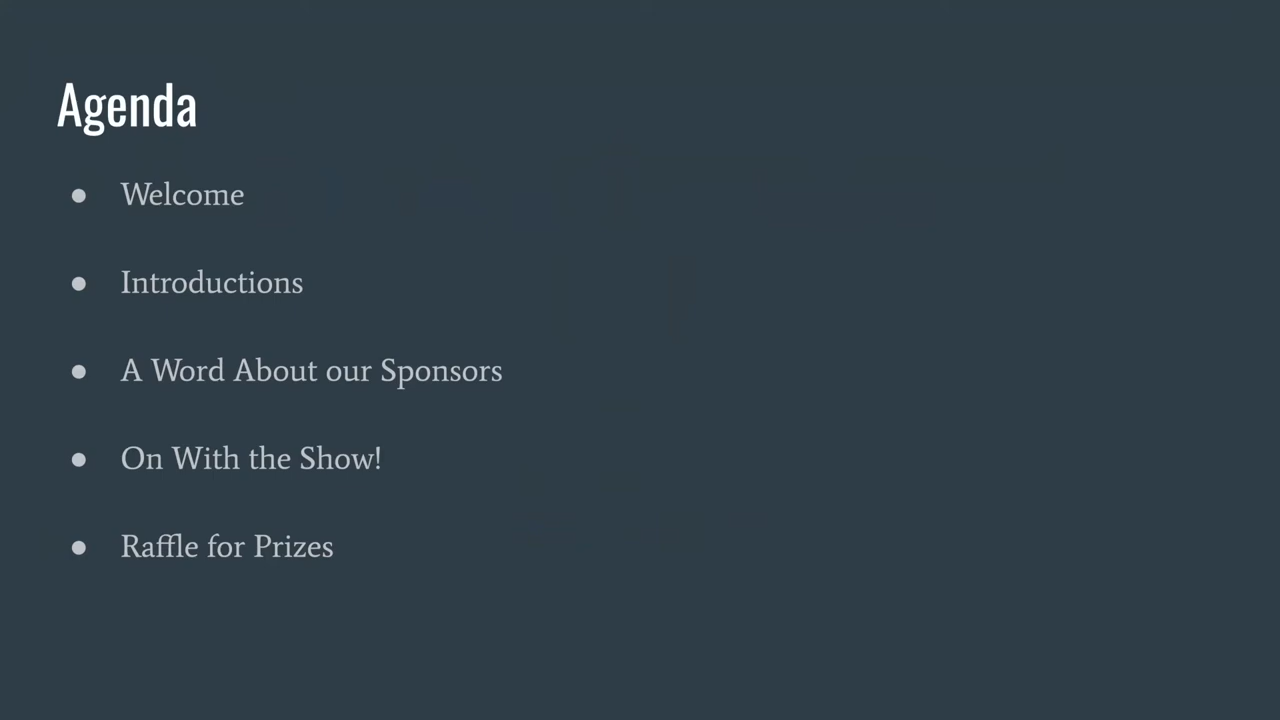 Agenda
● Welcome
● Introductions
● A Word About our Sponsors
● On With the Show!
● Raffle for Prizes